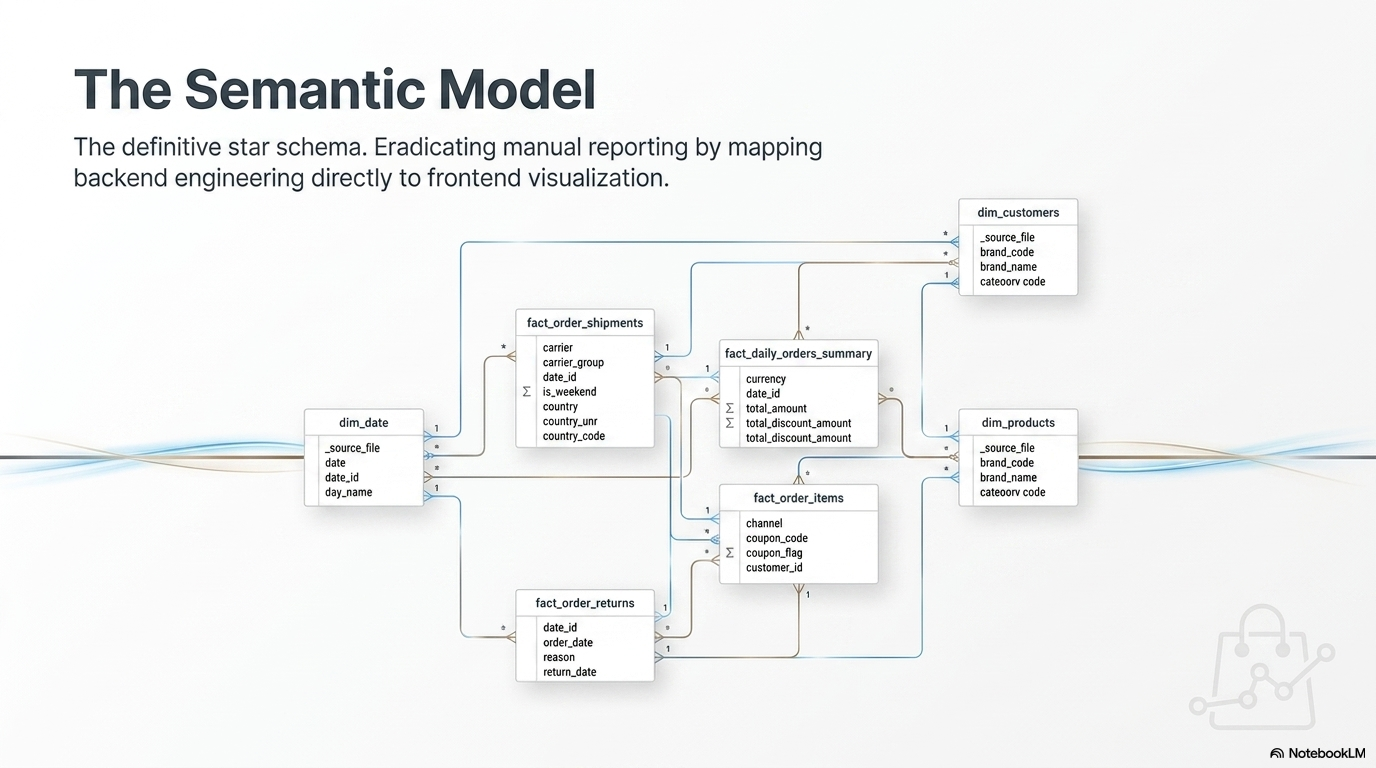 The Semantic Model
The definitive star schema. Eradicating manual reporting by mapping
backend engineering directly to frontend visualization.
dim_customers
_source_file
brand_code
brand_name
categorv code
fact_order_shipments
carrier
carrier_group
date_id
Σ is_weekend
country
country_unr
country_code
fact_daily_orders_summary
currency
date_id
Σ total_amount
Σ total_discount_amount
total_discount_amount
dim_date
_source_file
date
date_id
day_name
dim_products
_source_file
brand_code
brand_name
categorv code
fact_order_items
channel
coupon_code
Σ coupon_flag
customer_id
fact_order_returns
date_id
order_date
reason
return_date
NotebookLM